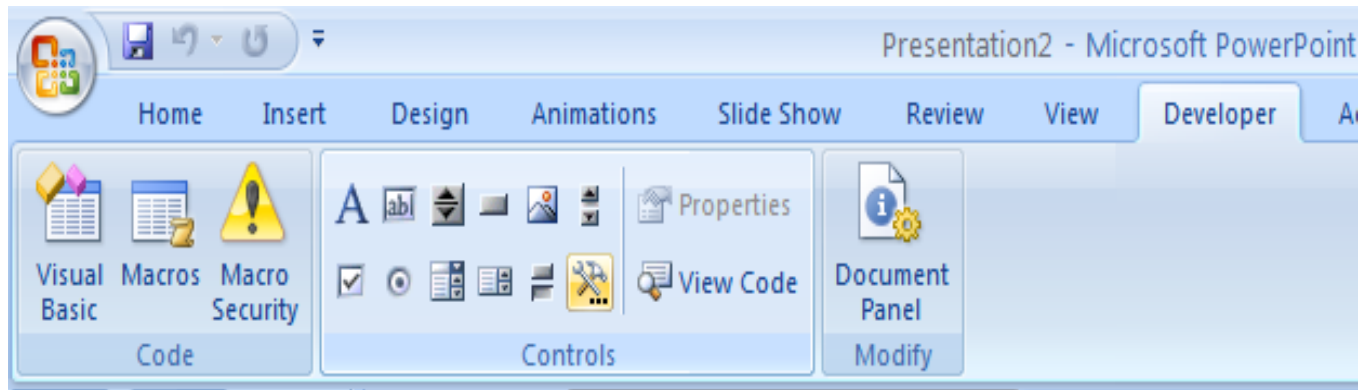 Presentation2 - Microsoft PowerPoint
Home Insert Design Animations Slide Show Review View Developer
A abl Properties
Visual Basic
Macros
Macro Security
View Code
Document Panel
Code Controls Modify